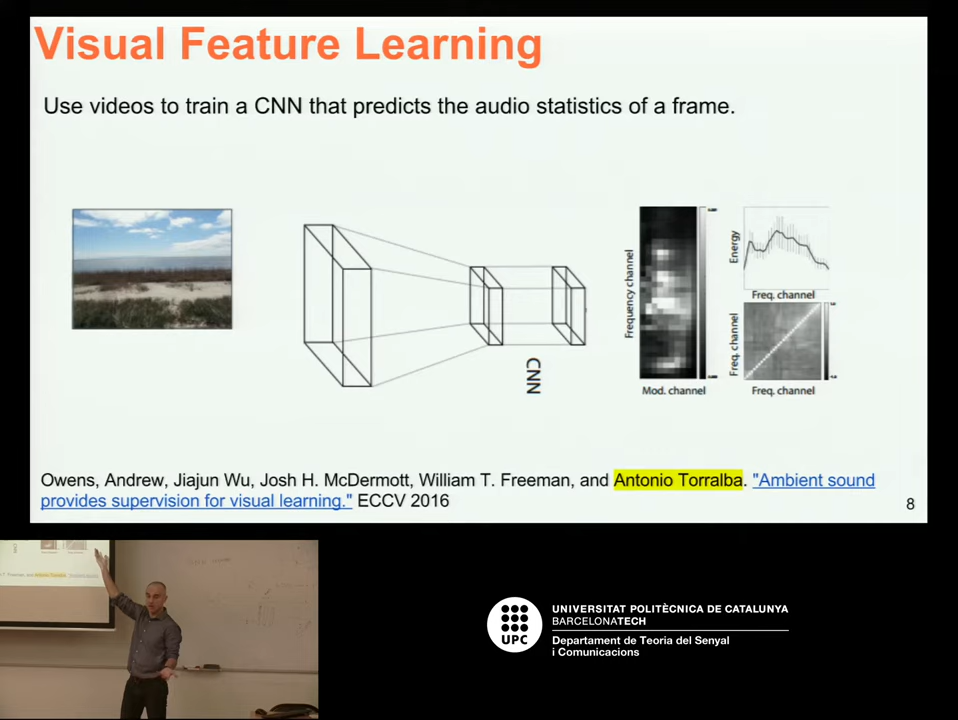 Visual Feature Learning
Use videos to train a CNN that predicts the audio statistics of a frame.
CNN
Frequency channel
Mod. channel
Energy
Freq. channel
Freq. channel
Freq. channel
Owens, Andrew, Jiajun Wu, Josh H. McDermott, William T. Freeman, and Antonio Torralba. "Ambient sound
provides supervision for visual learning." ECCV 2016
8
UPC
UNIVERSITAT POLITÈCNICA DE CATALUNYA
BARCELONATECH
Departament de Teoria del Senyal
i Comunicacions